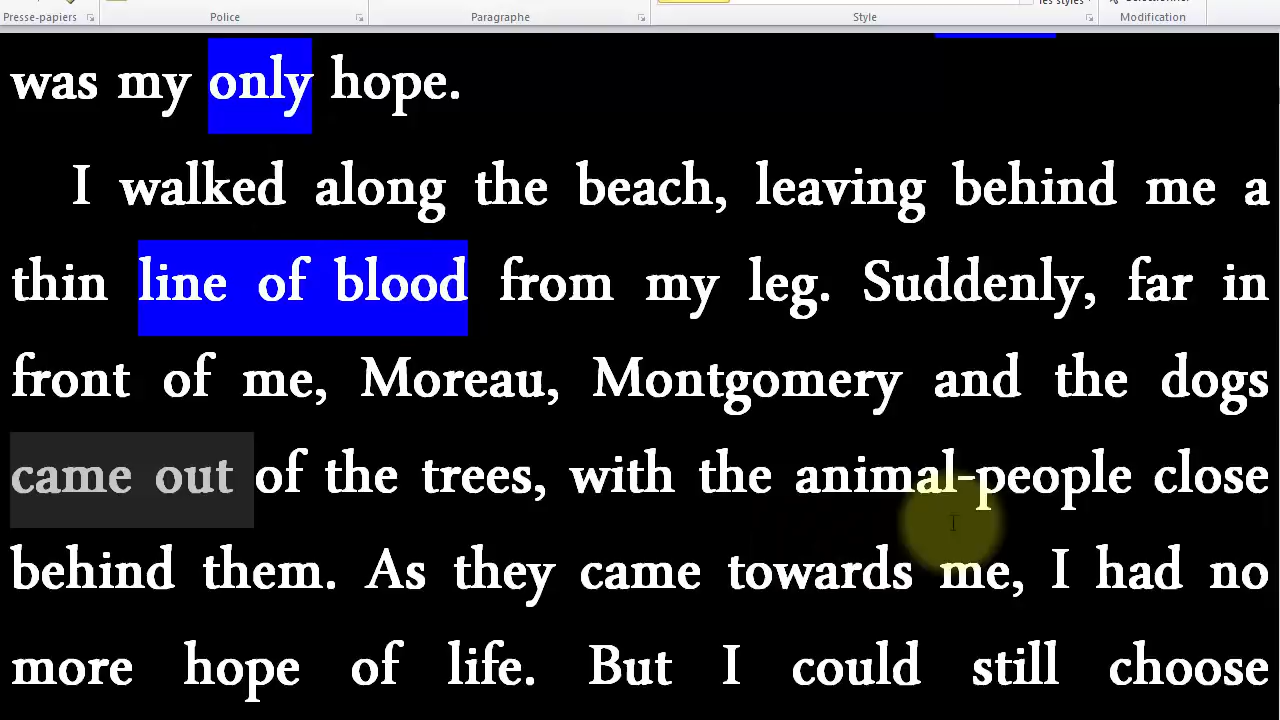 Presse-papiers Police Paragraphe Style Modification
was my only hope.
I walked along the beach, leaving behind me a
thin line of blood from my leg. Suddenly, far in
front of me, Moreau, Montgomery and the dogs
came out of the trees, with the animal-people close
behind them. As they came towards me, I had no
more hope of life. But I could still choose